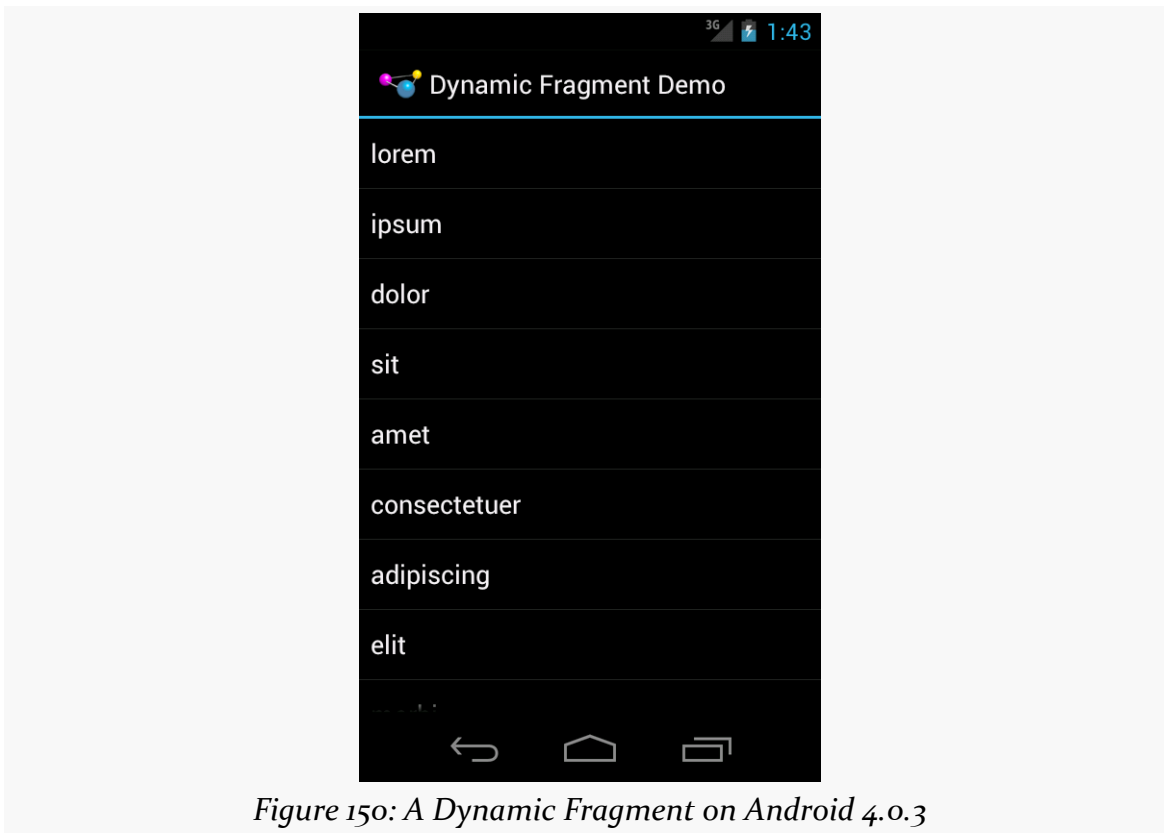 3G 1:43
Dynamic Fragment Demo
lorem
ipsum
dolor
sit
amet
consectetuer
adipiscing
elit
Figure 150: A Dynamic Fragment on Android 4.0.3